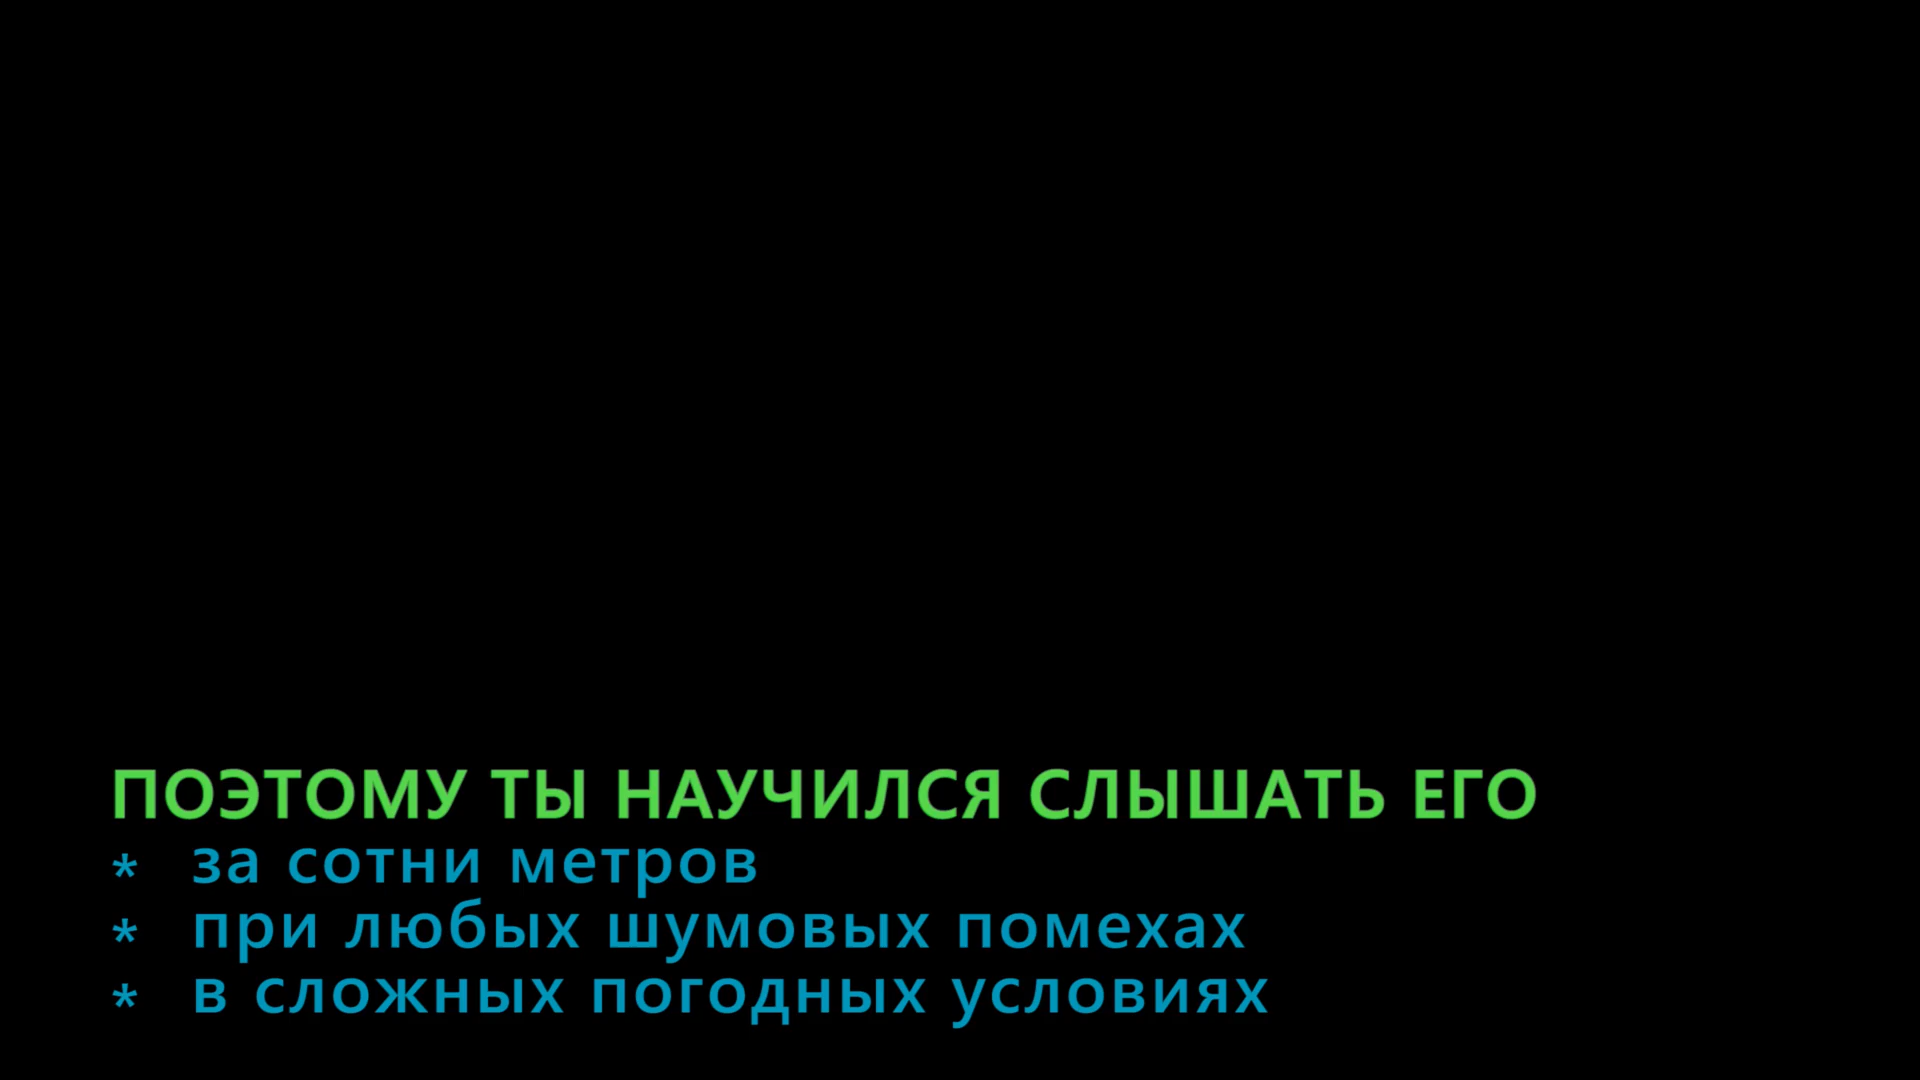 ПОЭТОМУ ТЫ НАУЧИЛСЯ СЛЫШАТЬ ЕГО
* за сотни метров
* при любых шумовых помехах
* в сложных погодных условиях